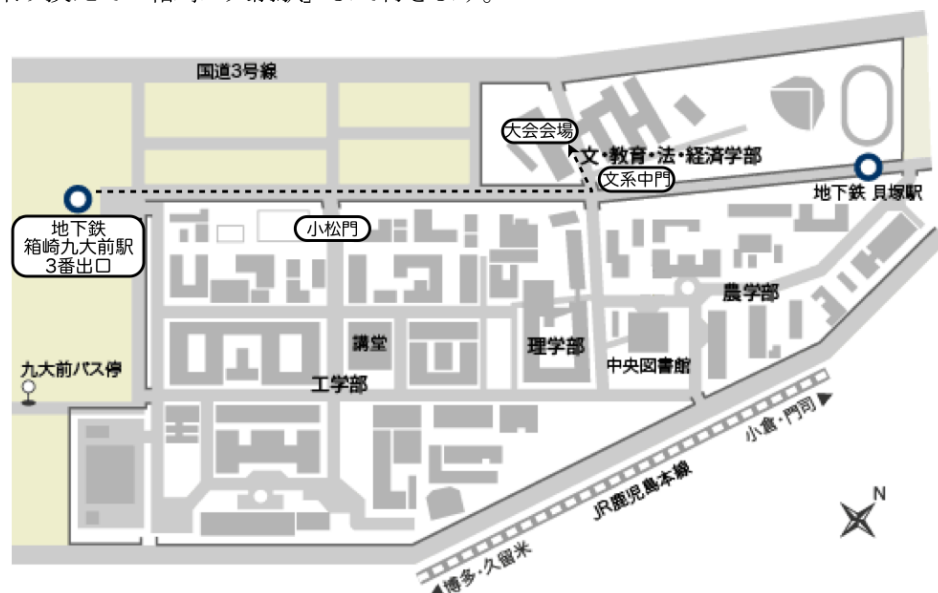 国道3号線
大会会場
文・教育・法・経済学部
文系中門
地下鉄 貝塚駅
地下鉄
箱崎九大前駅
3番出口
小松門
農学部
講堂
理学部
中央図書館
九大前バス停
工学部
小倉・門司▶
JR鹿児島本線
N
◀博多・久留米